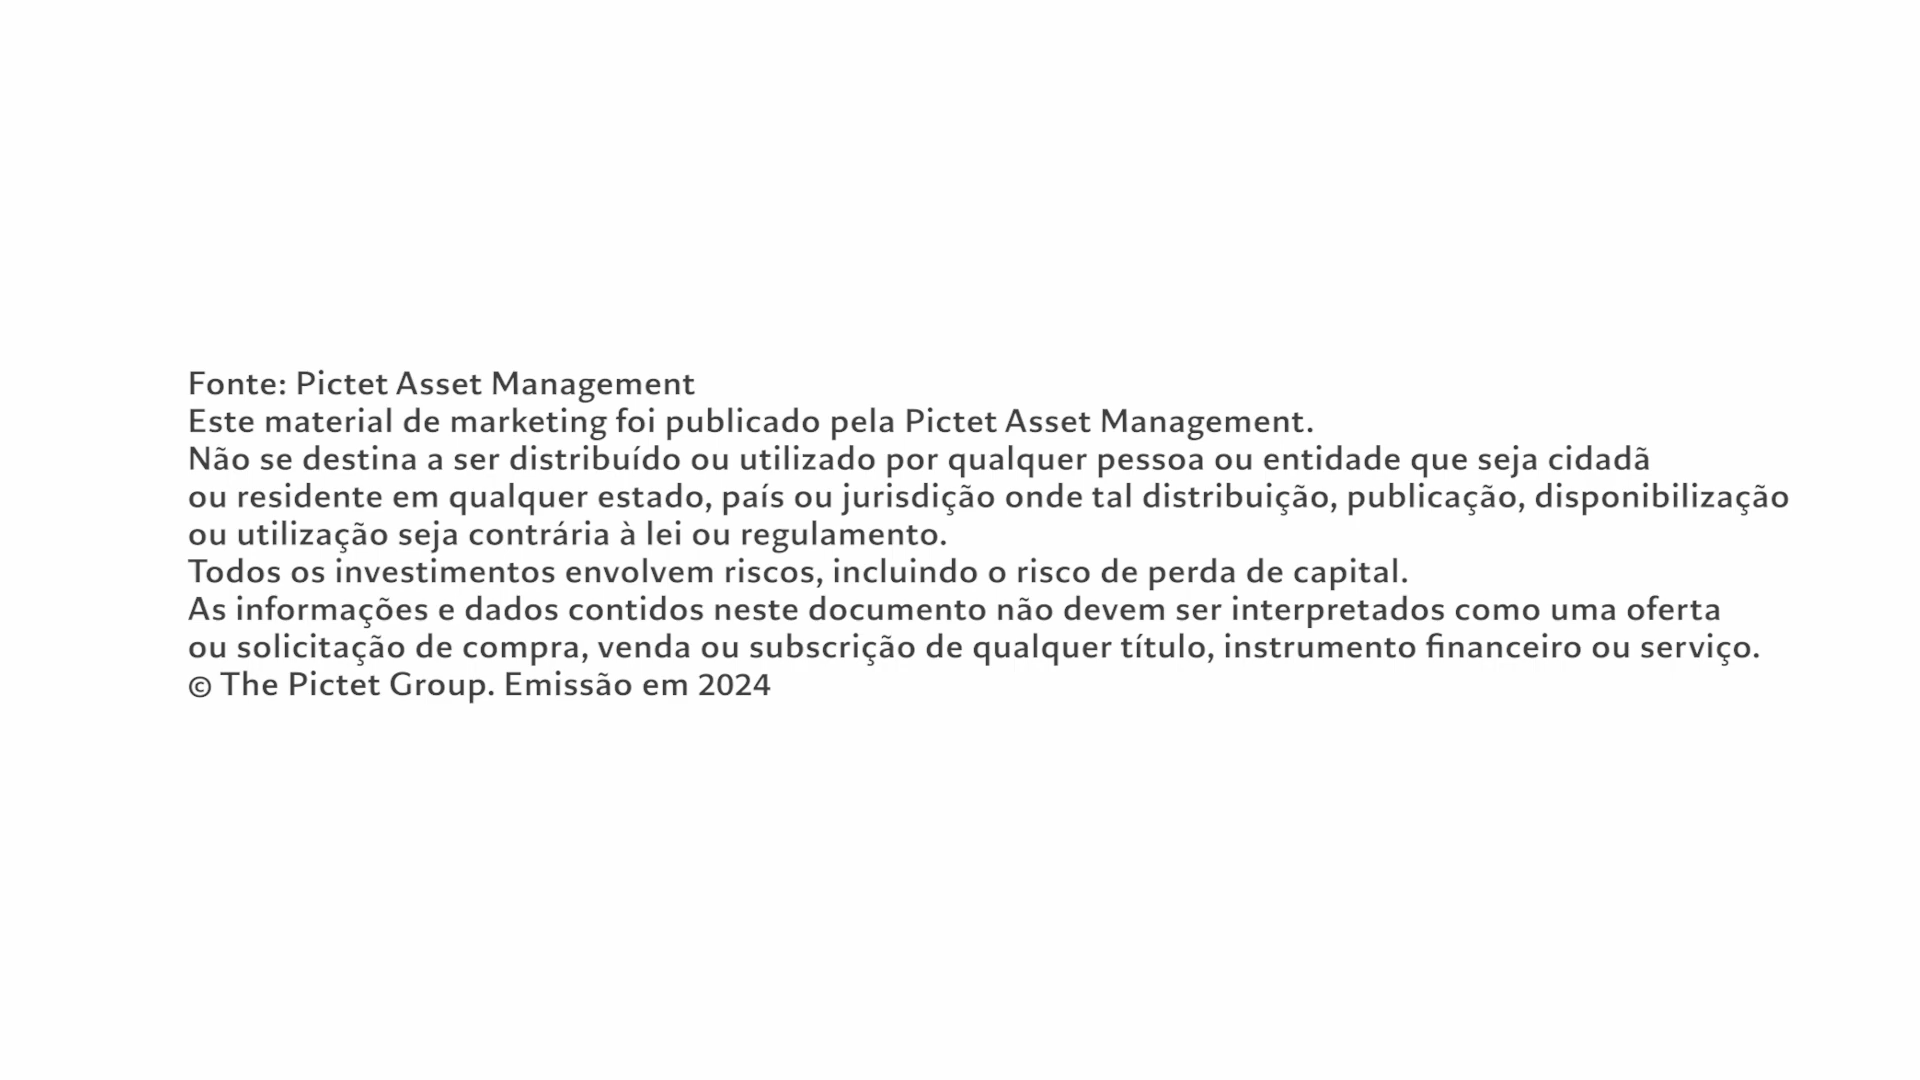 Fonte: Pictet Asset Management
Este material de marketing foi publicado pela Pictet Asset Management.
Não se destina a ser distribuído ou utilizado por qualquer pessoa ou entidade que seja cidadã
ou residente em qualquer estado, país ou jurisdição onde tal distribuição, publicação, disponibilização
ou utilização seja contrária à lei ou regulamento.
Todos os investimentos envolvem riscos, incluindo o risco de perda de capital.
As informações e dados contidos neste documento não devem ser interpretados como uma oferta
ou solicitação de compra, venda ou subscrição de qualquer título, instrumento financeiro ou serviço.
© The Pictet Group. Emissão em 2024